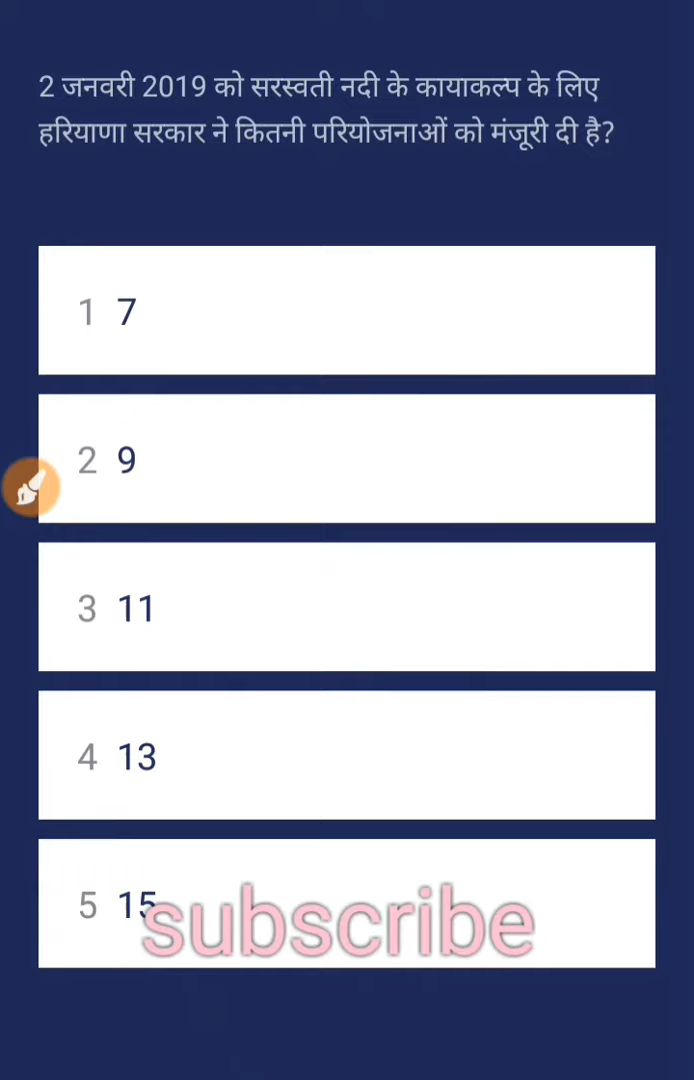 2 जनवरी 2019 को सरस्वती नदी के कायाकल्प के लिए
हरियाणा सरकार ने कितनी परियोजनाओं को मंजूरी दी है?
1 7
2 9
3 11
4 13
5 15
subscribe